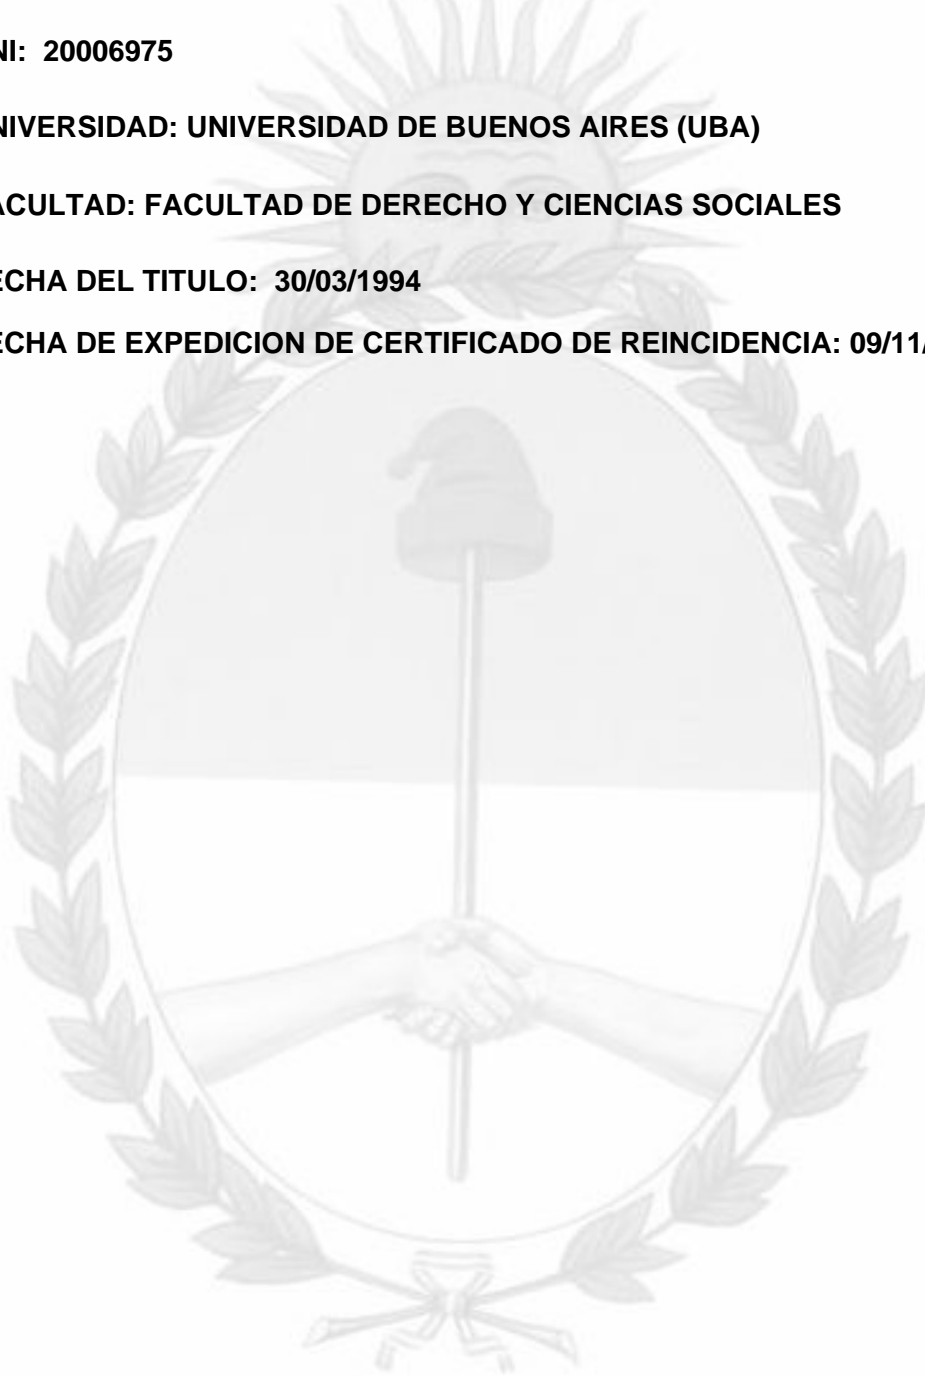 NI: 20006975
NIVERSIDAD: UNIVERSIDAD DE BUENOS AIRES (UBA)
ACULTAD: FACULTAD DE DERECHO Y CIENCIAS SOCIALES
ECHA DEL TITULO: 30/03/1994
ECHA DE EXPEDICION DE CERTIFICADO DE REINCIDENCIA: 09/11/